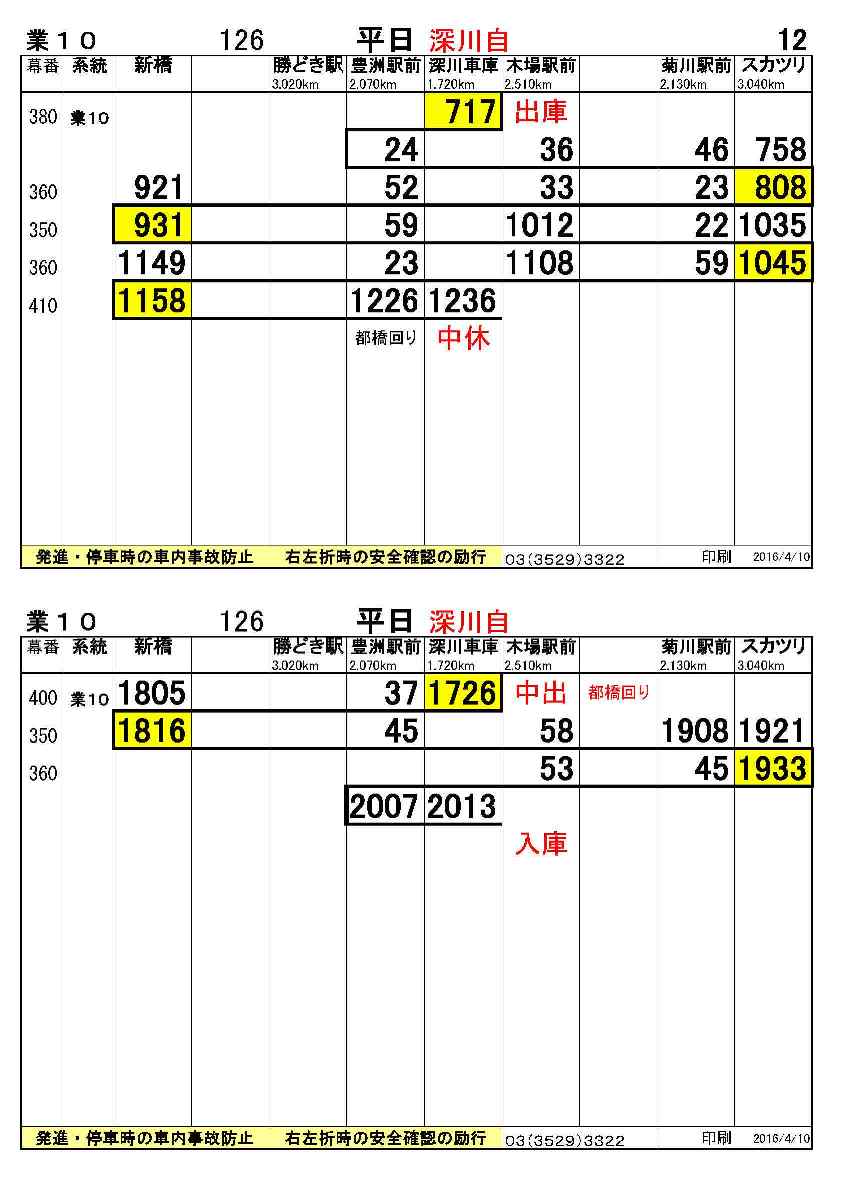 業10 126 平日 深川自 12
幕番 系統 新橋 勝どき駅 豊洲駅前 深川車庫 木場駅前 菊川駅前 スカツリ
3.020km 2.070km 1.720km 2.510km 2.130km 3.040km
380 業10 717 出庫
24 36 46 758
360 921 52 33 23 808
350 931 59 1012 22 1035
360 1149 23 1108 59 1045
410 1158 1226 1236
都橋回り 中休
発進・停車時の車内事故防止 右左折時の安全確認の励行 03(3529)3322 印刷 2016/4/10
業10 126 平日 深川自
幕番 系統 新橋 勝どき駅 豊洲駅前 深川車庫 木場駅前 菊川駅前 スカツリ
3.020km 2.070km 1.720km 2.510km 2.130km 3.040km
400 業10 1805 37 1726 中出 都橋回り
350 1816 45 58 1908 1921
360 53 45 1933
2007 2013
入庫
発進・停車時の車内事故防止 右左折時の安全確認の励行 03(3529)3322 印刷 2016/4/10